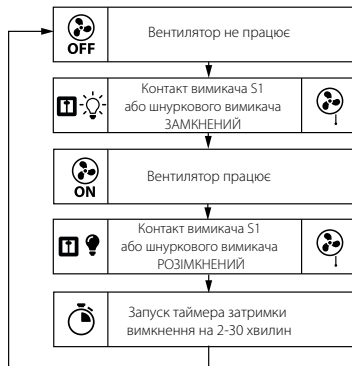 OFF
Вентилятор не працює
Контакт вимикача S1
або шнуркового вимикача
ЗАМКНЕНИЙ
ON
Вентилятор працює
Контакт вимикача S1
або шнуркового вимикача
РОЗІМКНЕНИЙ
Запуск таймера затримки
вимкнення на 2-30 хвилин